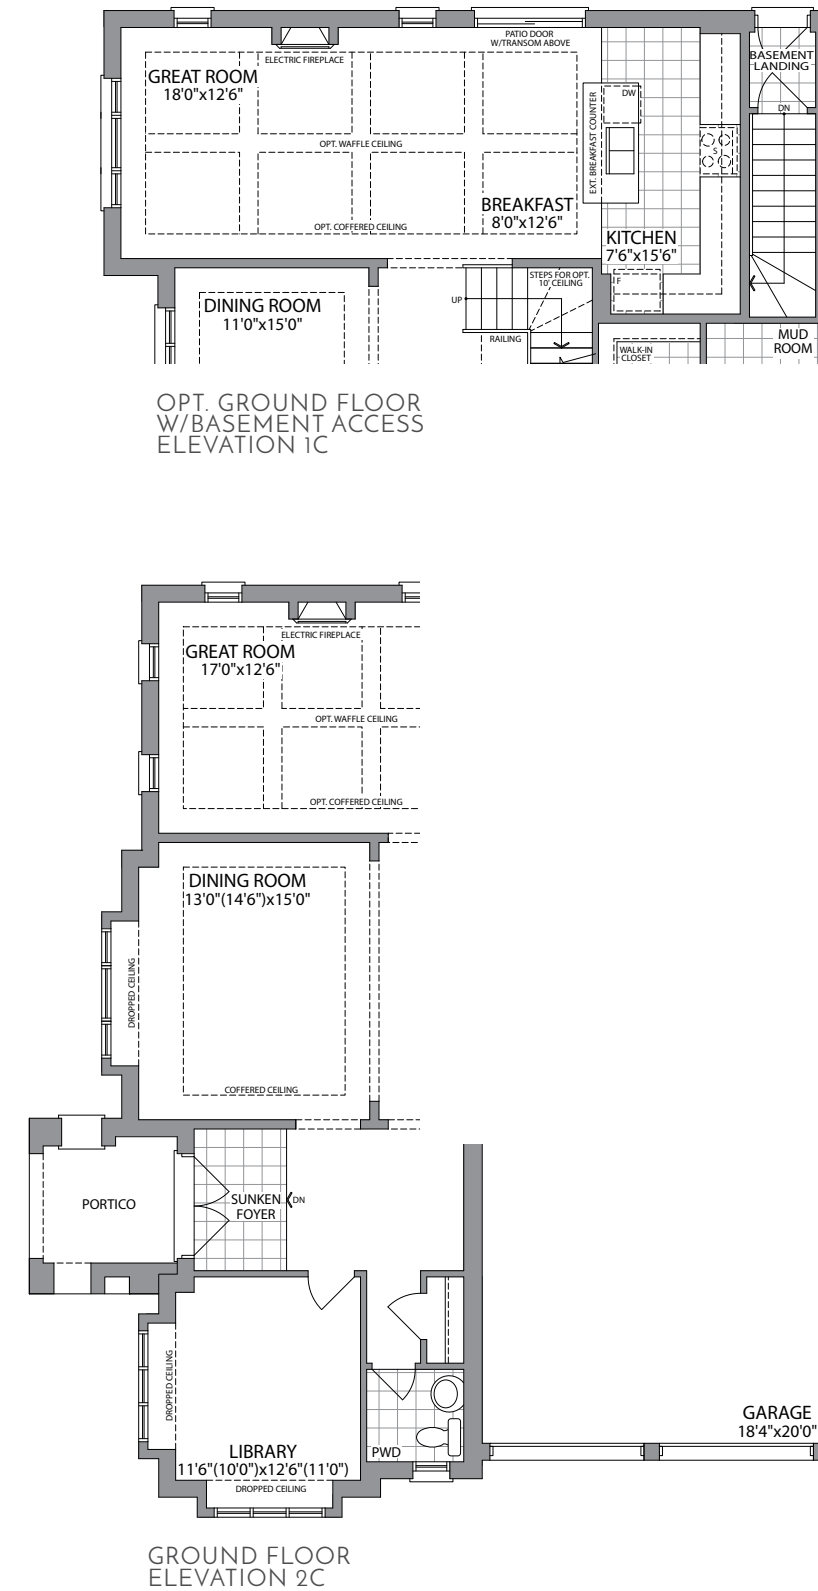 PATIO DOOR
W/TRANSOM ABOVE
ELECTRIC FIREPLACE
BASEMENT
LANDING
GREAT ROOM
18'0"x12'6"
DW
EXT. BREAKFAST COUNTER
DN
S
OPT. WAFFLE CEILING
BREAKFAST
8'0"x12'6"
OPT. COFFERED CEILING
KITCHEN
7'6"x15'6"
STEPS FOR OPT.
10' CEILING
F
UP
DINING ROOM
11'0"x15'0"
RAILING
WALK-IN
CLOSET
MUD
ROOM
OPT. GROUND FLOOR
W/BASEMENT ACCESS
ELEVATION 1C
ELECTRIC FIREPLACE
GREAT ROOM
17'0"x12'6"
OPT. WAFFLE CEILING
OPT. COFFERED CEILING
DINING ROOM
13'0"(14'6")x15'0"
DROPPED CEILING
COFFERED CEILING
PORTICO
SUNKEN
FOYER
DN
DROPPED CEILING
LIBRARY
11'6"(10'0")x12'6"(11'0")
DROPPED CEILING
PWD
GARAGE
18'4"x20'0"
GROUND FLOOR
ELEVATION 2C